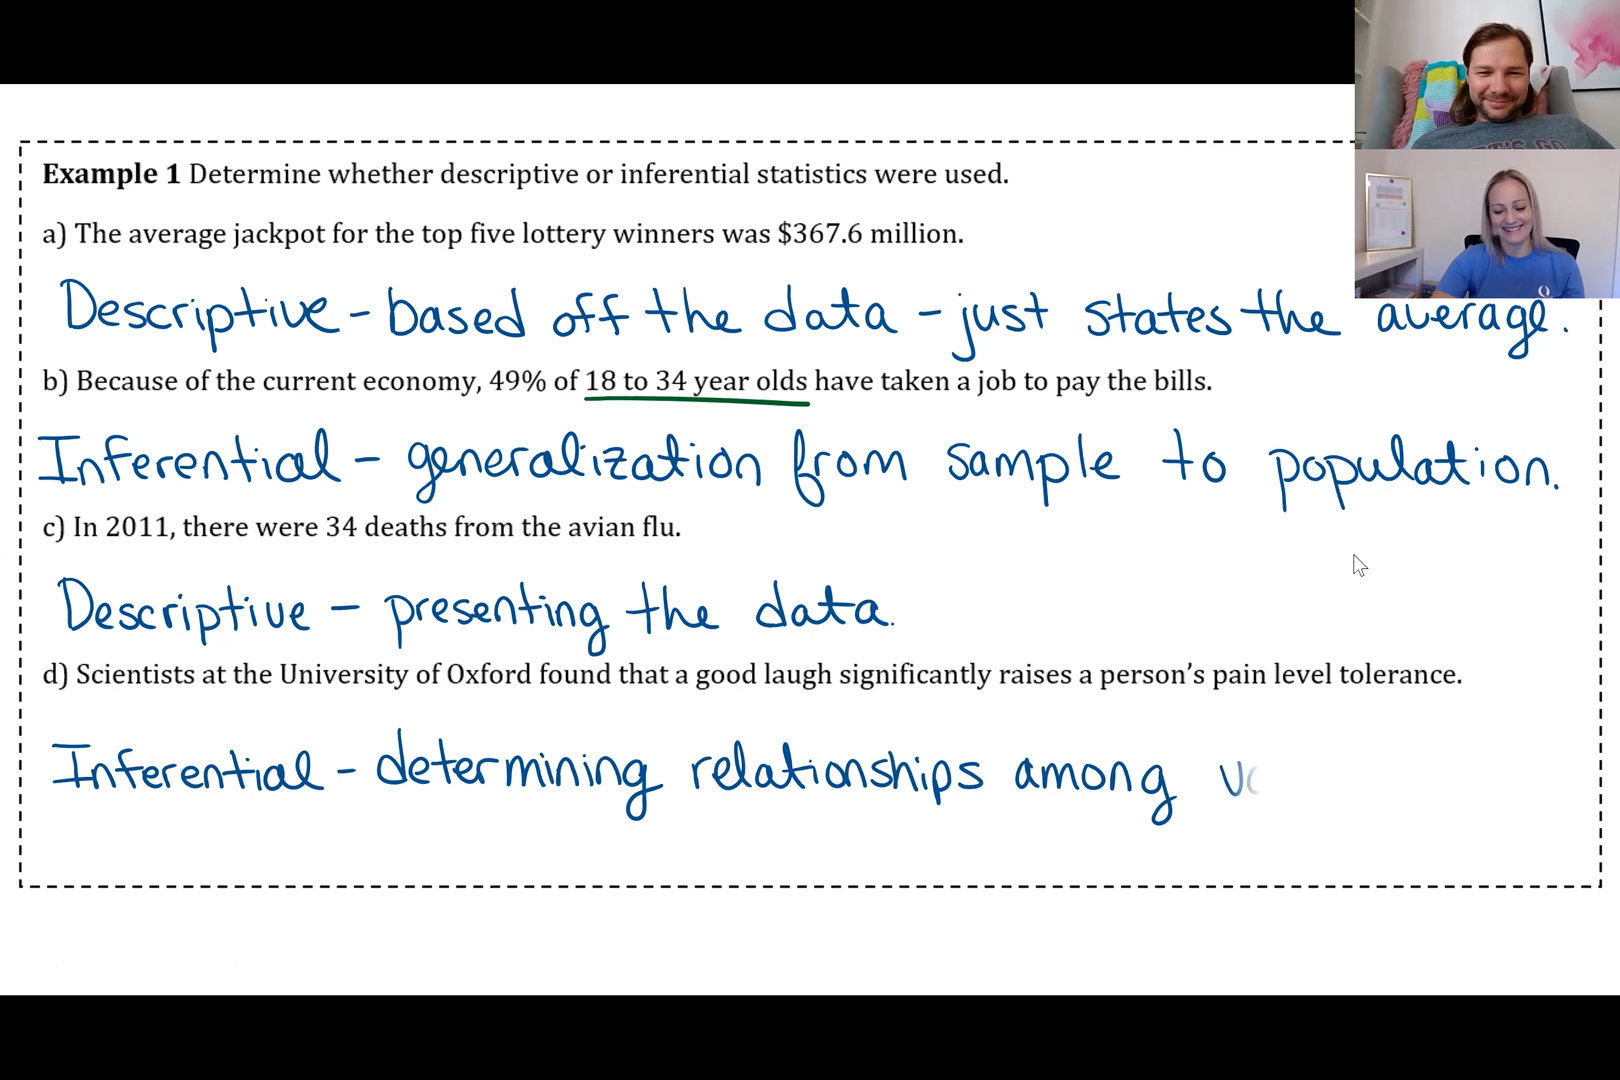 Example 1 Determine whether descriptive or inferential statistics were used.
a) The average jackpot for the top five lottery winners was $367.6 million.
Descriptive - based off the data - just states the average.
b) Because of the current economy, 49% of 18 to 34 year olds have taken a job to pay the bills.
Inferential - generalization from sample to population.
c) In 2011, there were 34 deaths from the avian flu.
Descriptive - presenting the data.
d) Scientists at the University of Oxford found that a good laugh significantly raises a person's pain level tolerance.
Inferential - determining relationships among